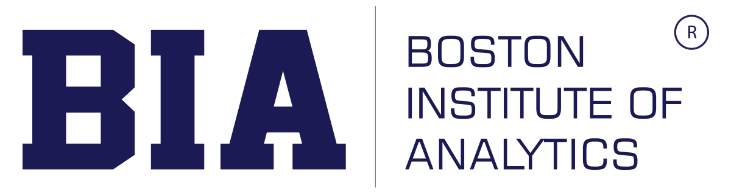 BIA
BOSTON
INSTITUTE OF
ANALYTICS
®